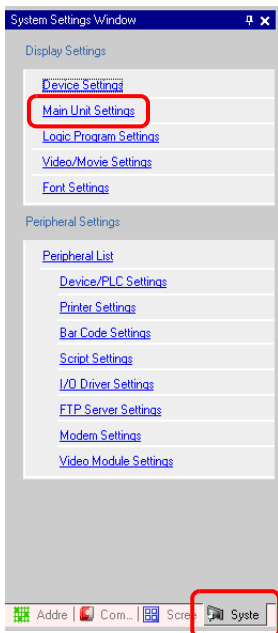 System Settings Window
Display Settings
Device Settings
Main Unit Settings
Logic Program Settings
Video/Movie Settings
Font Settings
Peripheral Settings
Peripheral List
Device/PLC Settings
Printer Settings
Bar Code Settings
Script Settings
I/O Driver Settings
FTP Server Settings
Modem Settings
Video Module Settings
Addre Com... Scree Syste